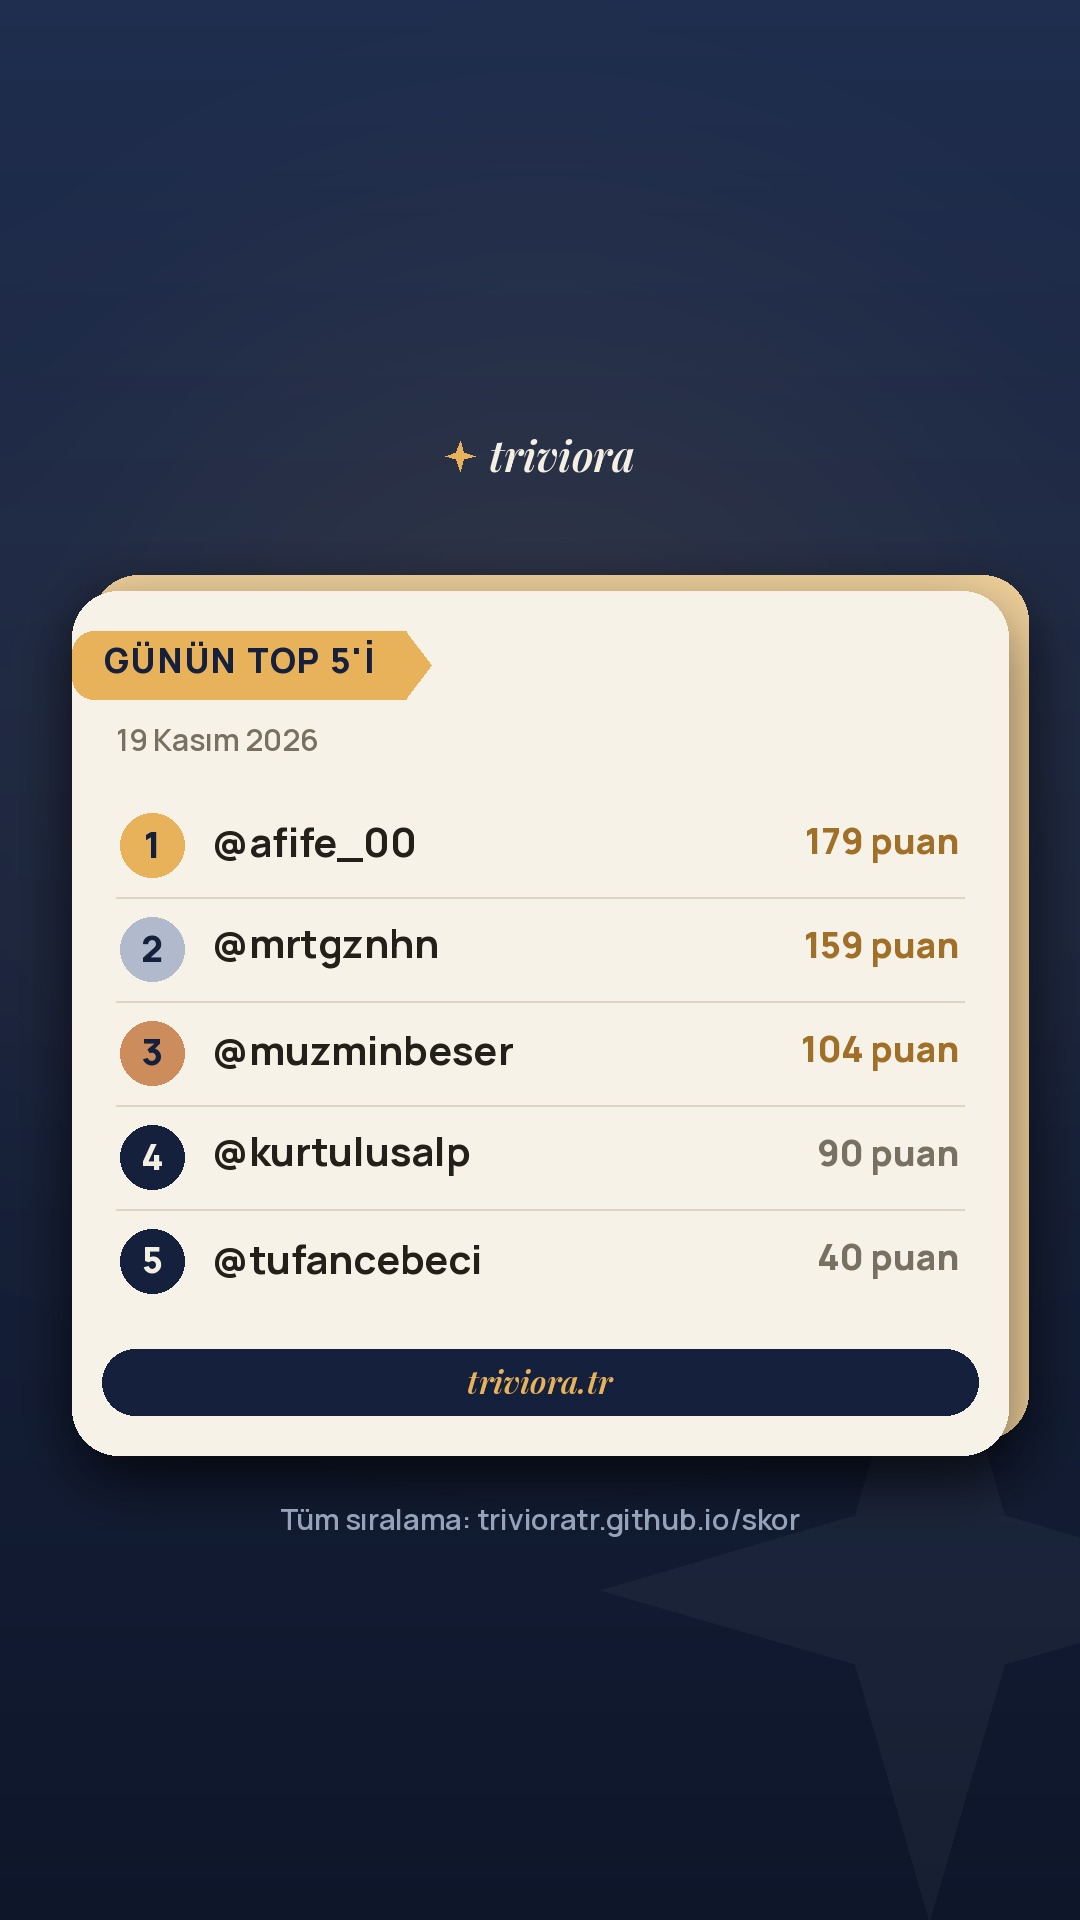 triviora
GÜNÜN TOP 5'İ
19 Kasım 2026
1 @afife_00 179 puan
2 @mrtgznhn 159 puan
3 @muzminbeser 104 puan
4 @kurtulusalp 90 puan
5 @tufancebeci 40 puan
triviora.tr
Tüm sıralama: trivioratr.github.io/skor